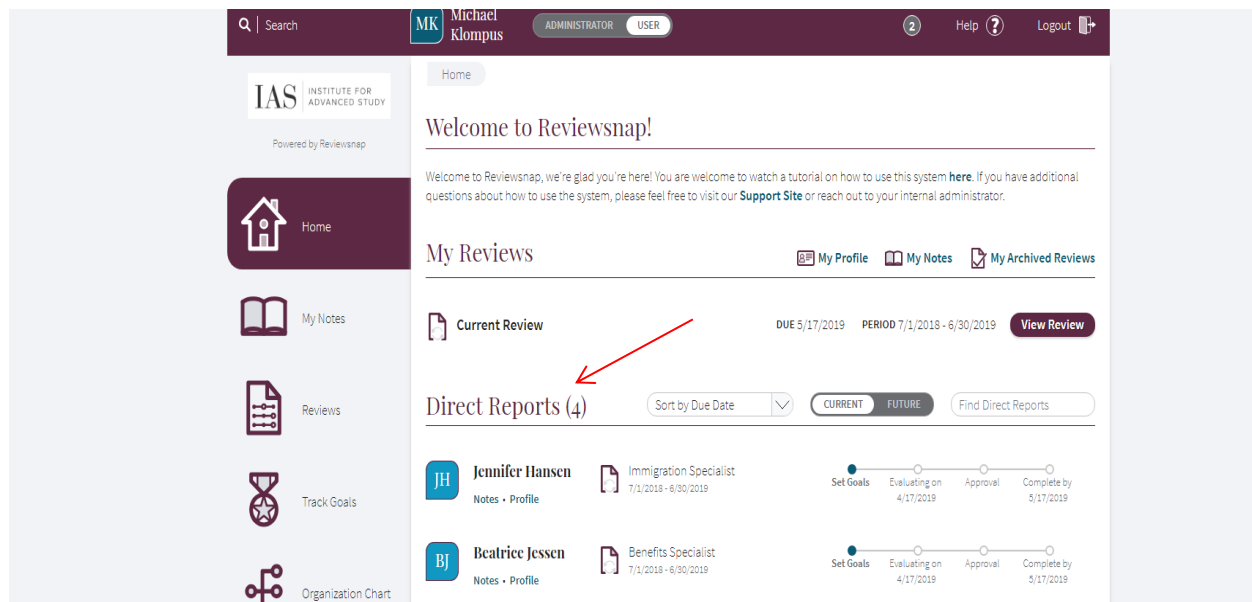 Search
MK
Michael
Klompus
ADMINISTRATOR USER
2
Help ?
Logout
IAS
INSTITUTE FOR
ADVANCED STUDY
Powered by Reviewsnap
Home
My Notes
Reviews
Track Goals
Organization Chart
Home
Welcome to Reviewsnap!
Welcome to Reviewsnap, we're glad you're here! You are welcome to watch a tutorial on how to use this system here. If you have additional
questions about how to use the system, please feel free to visit our Support Site or reach out to your internal administrator.
My Reviews
My Profile My Notes My Archived Reviews
Current Review
DUE 5/17/2019 PERIOD 7/1/2018 - 6/30/2019 View Review
Direct Reports (4)
Sort by Due Date
CURRENT FUTURE
Find Direct Reports
JH
Jennifer Hansen
Notes • Profile
Immigration Specialist
7/1/2018 - 6/30/2019
Set Goals
Evaluating on
4/17/2019
Approval
Complete by
5/17/2019
BJ
Beatrice Jessen
Notes • Profile
Benefits Specialist
7/1/2018 - 6/30/2019
Set Goals
Evaluating on
4/17/2019
Approval
Complete by
5/17/2019